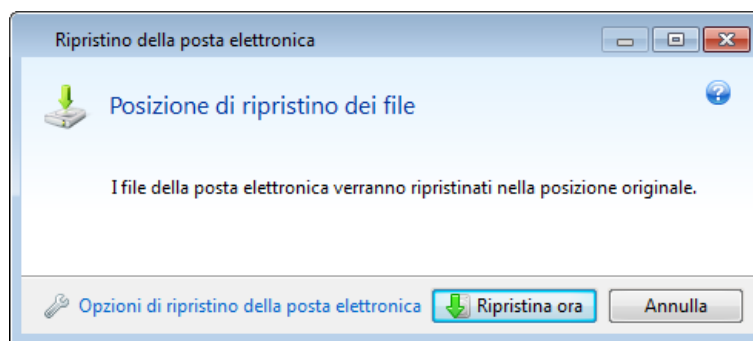 Ripristino della posta elettronica
Posizione di ripristino dei file
I file della posta elettronica verranno ripristinati nella posizione originale.
Opzioni di ripristino della posta elettronica
Ripristina ora
Annulla